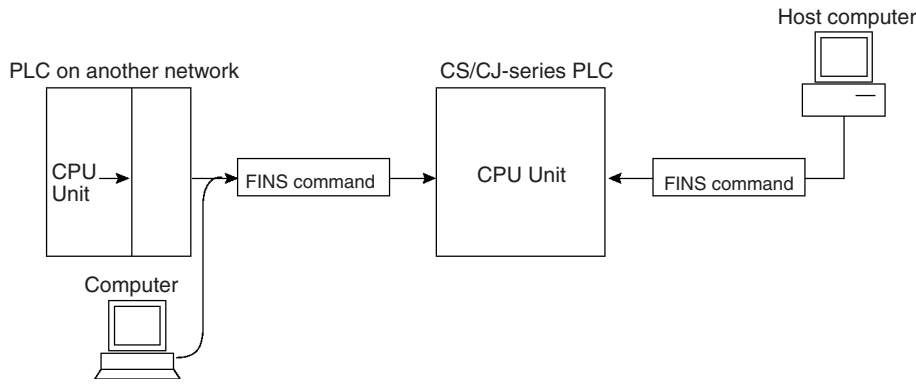 Host computer
PLC on another network
CS/CJ-series PLC
CPU
Unit
FINS command
CPU Unit
FINS command
Computer